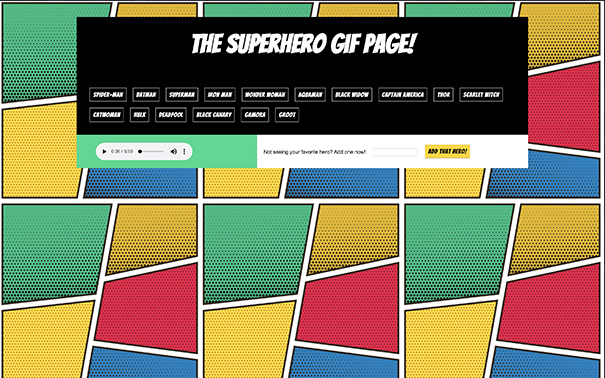 THE SUPERHERO GIF PAGE!
SPIDER-MAN BATMAN SUPERMAN IRON MAN WONDER WOMAN AQUAMAN BLACK WIDOW CAPTAIN AMERICA THOR SCARLET WITCH
CATWOMAN HULK DEADPOOL BLACK CANARY GAMORA GROOT
0:00 / 5:50 Not seeing your favorite hero? Add one now! ADD THAT HERO!